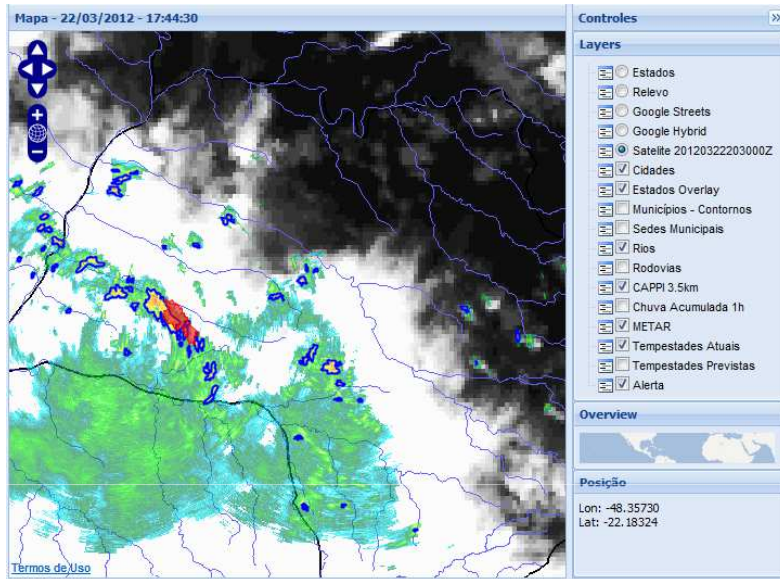 Mapa - 22/03/2012 - 17:44:30
Termos de Uso
Controles
Layers
Estados
Relevo
Google Streets
Google Hybrid
Satelite 20120322203000Z
Cidades
Estados Overlay
Municípios - Contornos
Sedes Municipais
Rios
Rodovias
CAPPI 3.5km
Chuva Acumulada 1h
METAR
Tempestades Atuais
Tempestades Previstas
Alerta
Overview
Posição
Lon: -48.35730
Lat: -22.18324